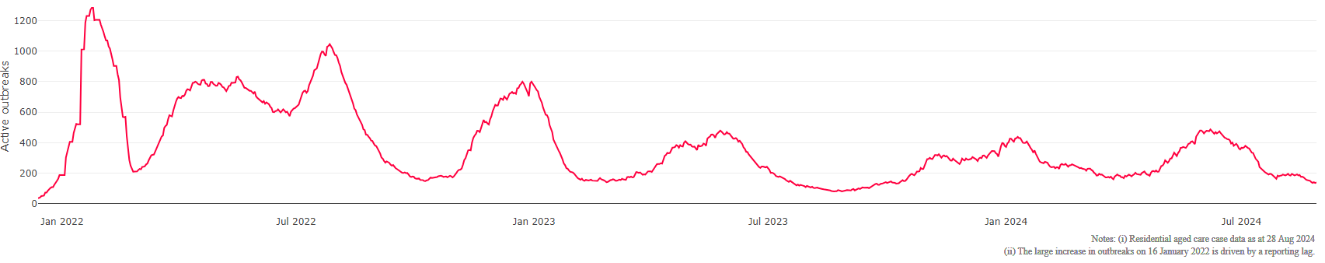 1200
1000
800
600
400
200
0
Active outbreaks
Jan 2022 Jul 2022 Jan 2023 Jul 2023 Jan 2024 Jul 2024
Notes: (i) Residential aged care case data as at 28 Aug 2024
(ii) The large increase in outbreaks on 16 January 2022 is driven by a reporting lag.